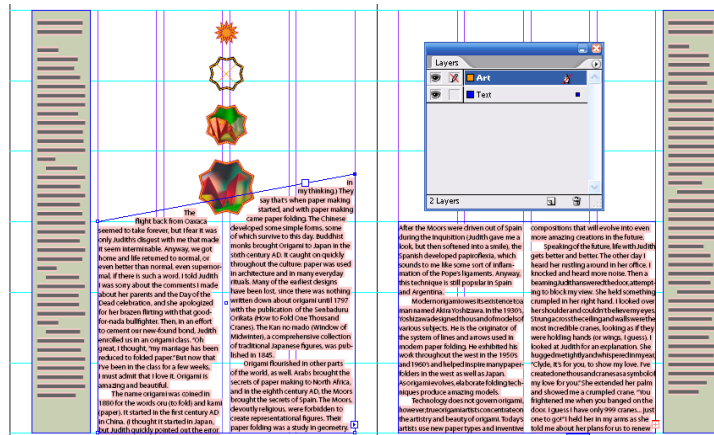 Layers
Art
Text
2 Layers
The
flight back from Oaxaca
seemed to take forever, but I fear it was
only Judith's disgust with me that made
it seem interminable. Anyway, we got
home and life returned to normal, or
even better than normal, even supernor-
mal, if there is such a word. I told Judith
I was sorry about the comments I made
about her parents and the Day of the
Dead celebration, and she apologized
for her brazen flirting with that good-
for-nada bullfighter. Then, in an effort
to cement our new-found bond, Judith
enrolled us in an origami class. "Oh
great, I thought, "my marriage has been
reduced to folded paper." But now that
I've been in the class for a few weeks,
I must admit that I love it. Origami is
amazing and beautiful.
The name origami was coined in
1880 for the words oru (to fold) and kami
(paper). It started in the first century AD
in China. (I thought it started in Japan,
but Judith quickly pointed out the error
in
my thinking.) They
say that's when paper making
started, and with paper making
came paper folding. The Chinese
developed some simple forms, some
of which survive to this day. Buddhist
monks brought Origami to Japan in the
sixth century AD. It caught on quickly
throughout the culture: paper was used
in architecture and in many everyday
rituals. Many of the earliest designs
have been lost, since there was nothing
written down about origami until 1797
with the publication of the Senbazuru
Orikata (How to Fold One Thousand
Cranes). The Kan no mado (Window of
Midwinter), a comprehensive collection
of traditional Japanese figures, was pub-
lished in 1845.
Origami flourished in other parts
of the world, as well. Arabs brought the
secrets of paper making to North Africa,
and in the eighth century AD, the Moors
brought the secrets of Spain. The Moors,
devoutly religious, were forbidden to
create representational figures. Their
paper folding was a study in geometry.
After the Moors were driven out of Spain
during the Inquisition (Judith gave me a
look, but then softened into a smile), the
Spanish developed papiroflexia, which
sounds to me like some sort of inflam-
mation of the Pope's ligaments. Anyway,
this technique is still popular in Spain
and Argentina.
Modern origami owes its existence to a
man named Akira Yoshizawa. In the 1930's,
Yoshizawa designed thousands of models of
various subjects. He is the originator of
the system of lines and arrows used in
modern paper folding. He exhibited his
work throughout the west in the 1950s
and 1960s and helped inspire many paper-
folders in the west as well as Japan.
As origami evolves, elaborate folding tech-
niques produce amazing models.
Technology does not govern origami,
however; true origami artists concentrate on
the artistry and beauty of origami. Today's
artists use new paper types and inventive
compositions that will evolve into even
more amazing creations in the future.
Speaking of the future, life with Judith
gets better and better. The other day I
heard her rustling around in her office. I
knocked and heard more noise. Then a
beaming Judith answered the door, attempt-
ing to block my view. She held something
crumpled in her right hand. I looked over
her shoulder and couldn't believe my eyes.
Strung across the ceiling and walls were the
most incredible cranes, looking as if they
were holding hands (or wings, I guess). I
looked at Judith for an explanation. She
hugged me tightly and whispered in my ear,
"Clyde, it's for you, to show my love. I've
created one thousand cranes as a symbol of
my love for you." She extended her palm
and showed me a crumpled crane. "You
frightened me when you banged on the
door. I guess I have only 999 cranes... just
one to go!" I held her in my arms as she
told me about her plans for us to renew